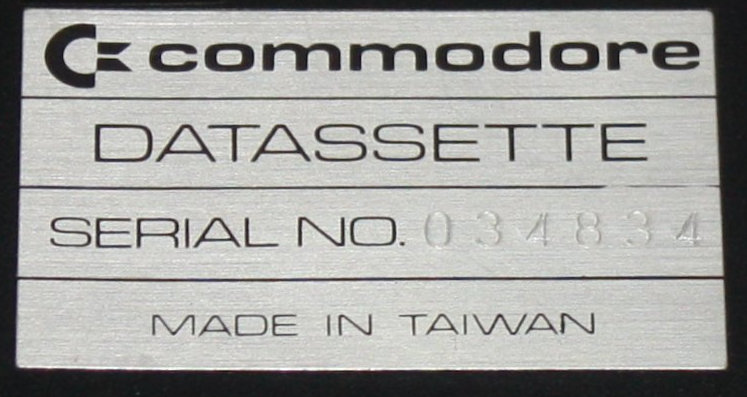 commodore
DATASSETTE
SERIAL NO. 034834
MADE IN TAIWAN